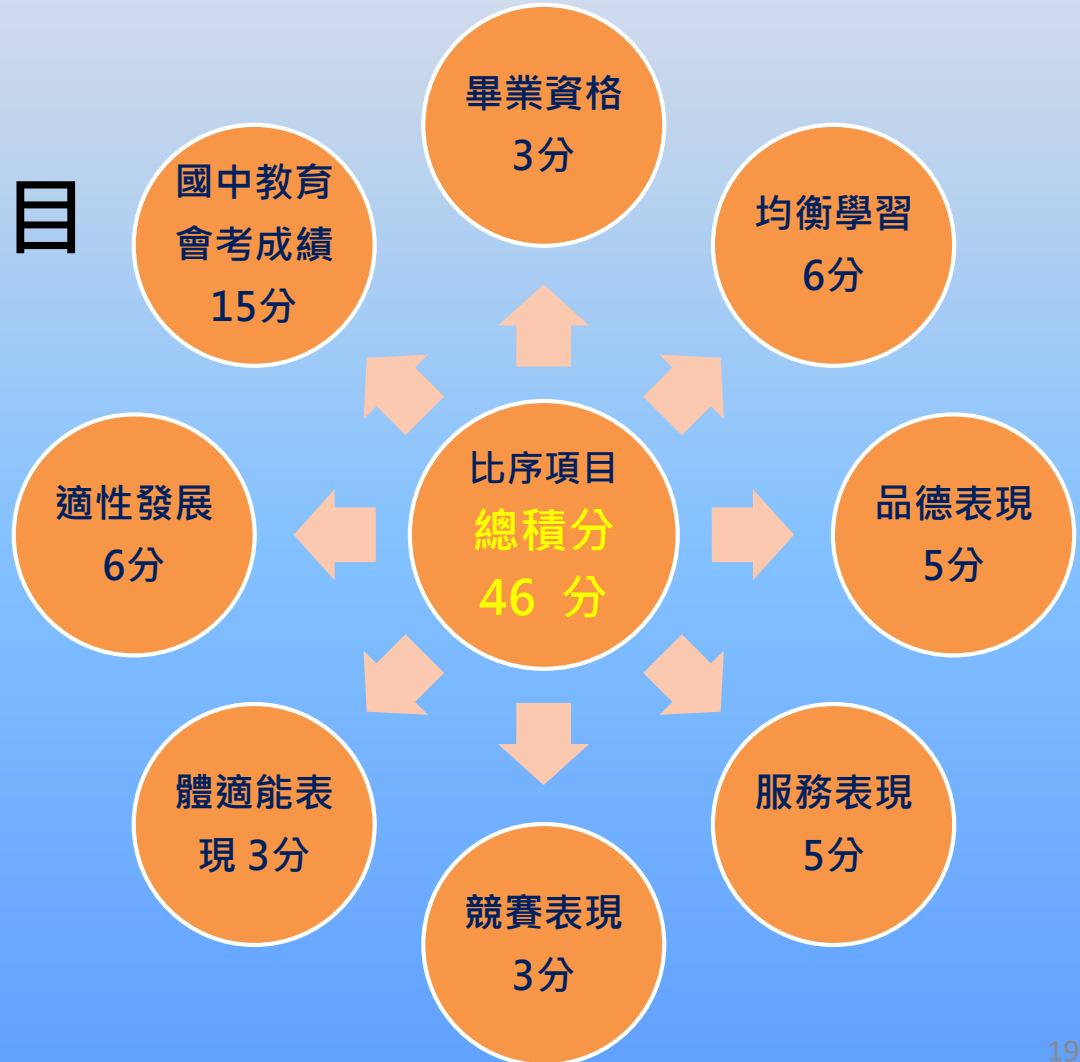 目
畢業資格
3分
國中教育
會考成績
15分
均衡學習
6分
適性發展
6分
比序項目
總積分
46 分
品德表現
5分
體適能表
現 3分
服務表現
5分
競賽表現
3分
19